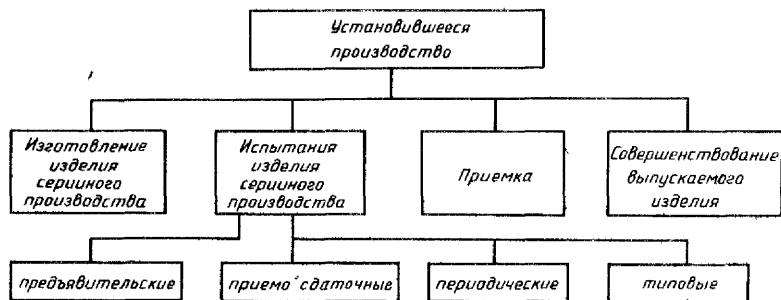 Установившееся
производство
Изготовление
изделия
серийного
производства
Испытания
изделия
серийного
производства
Приемка
Совершенствование
выпускаемого
изделия
предъявительские
приемо-сдаточные
периодические
типовые